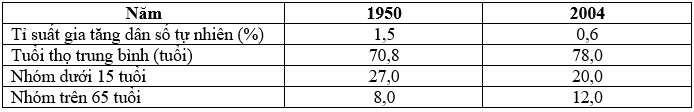 Năm 1950 2004
Tỉ suất gia tăng dân số tự nhiên (%) 1,5 0,6
Tuổi thọ trung bình (tuổi) 70,8 78,0
Nhóm dưới 15 tuổi 27,0 20,0
Nhóm trên 65 tuổi 8,0 12,0